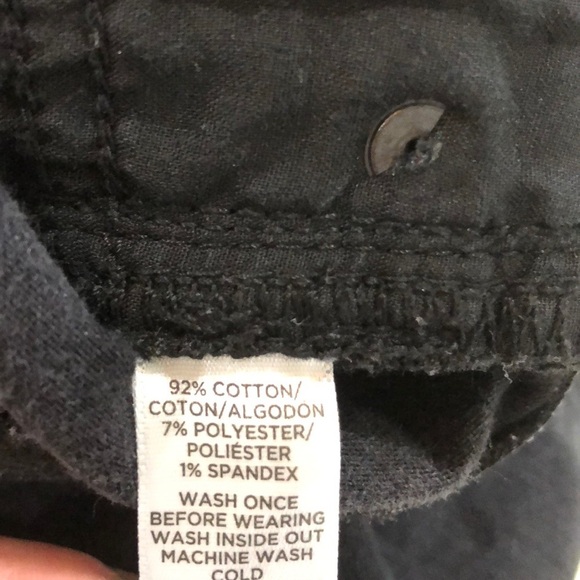 92% COTTON/
COTON/ALGODON
7% POLYESTER/
POLIÉSTER
1% SPANDEX
WASH ONCE
BEFORE WEARING
WASH INSIDE OUT
MACHINE WASH
COLD